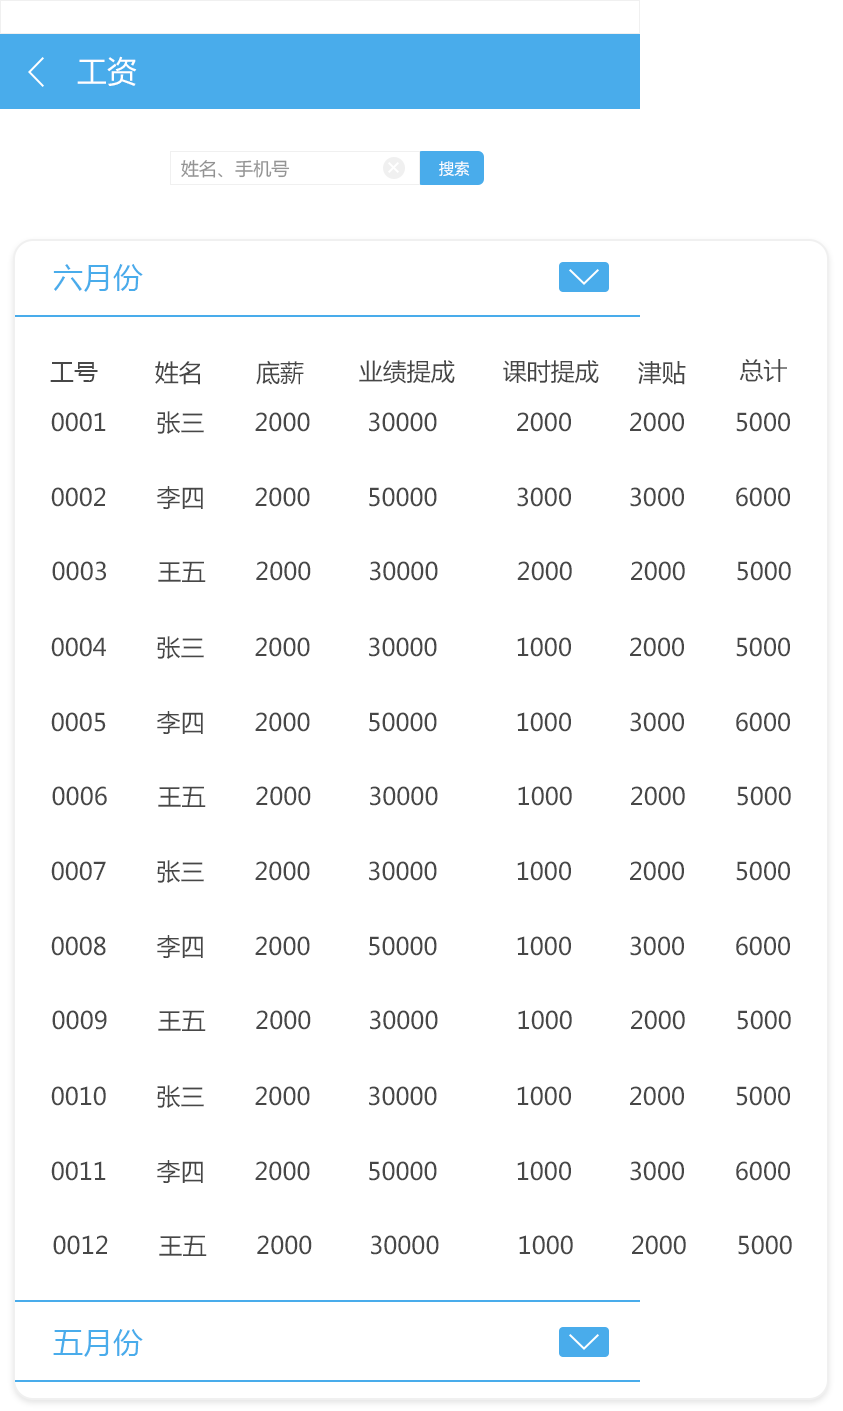 工资
姓名、手机号 搜索
六月份
工号 姓名 底薪 业绩提成 课时提成 津贴 总计
0001 张三 2000 30000 2000 2000 5000
0002 李四 2000 50000 3000 3000 6000
0003 王五 2000 30000 2000 2000 5000
0004 张三 2000 30000 1000 2000 5000
0005 李四 2000 50000 1000 3000 6000
0006 王五 2000 30000 1000 2000 5000
0007 张三 2000 30000 1000 2000 5000
0008 李四 2000 50000 1000 3000 6000
0009 王五 2000 30000 1000 2000 5000
0010 张三 2000 30000 1000 2000 5000
0011 李四 2000 50000 1000 3000 6000
0012 王五 2000 30000 1000 2000 5000
五月份